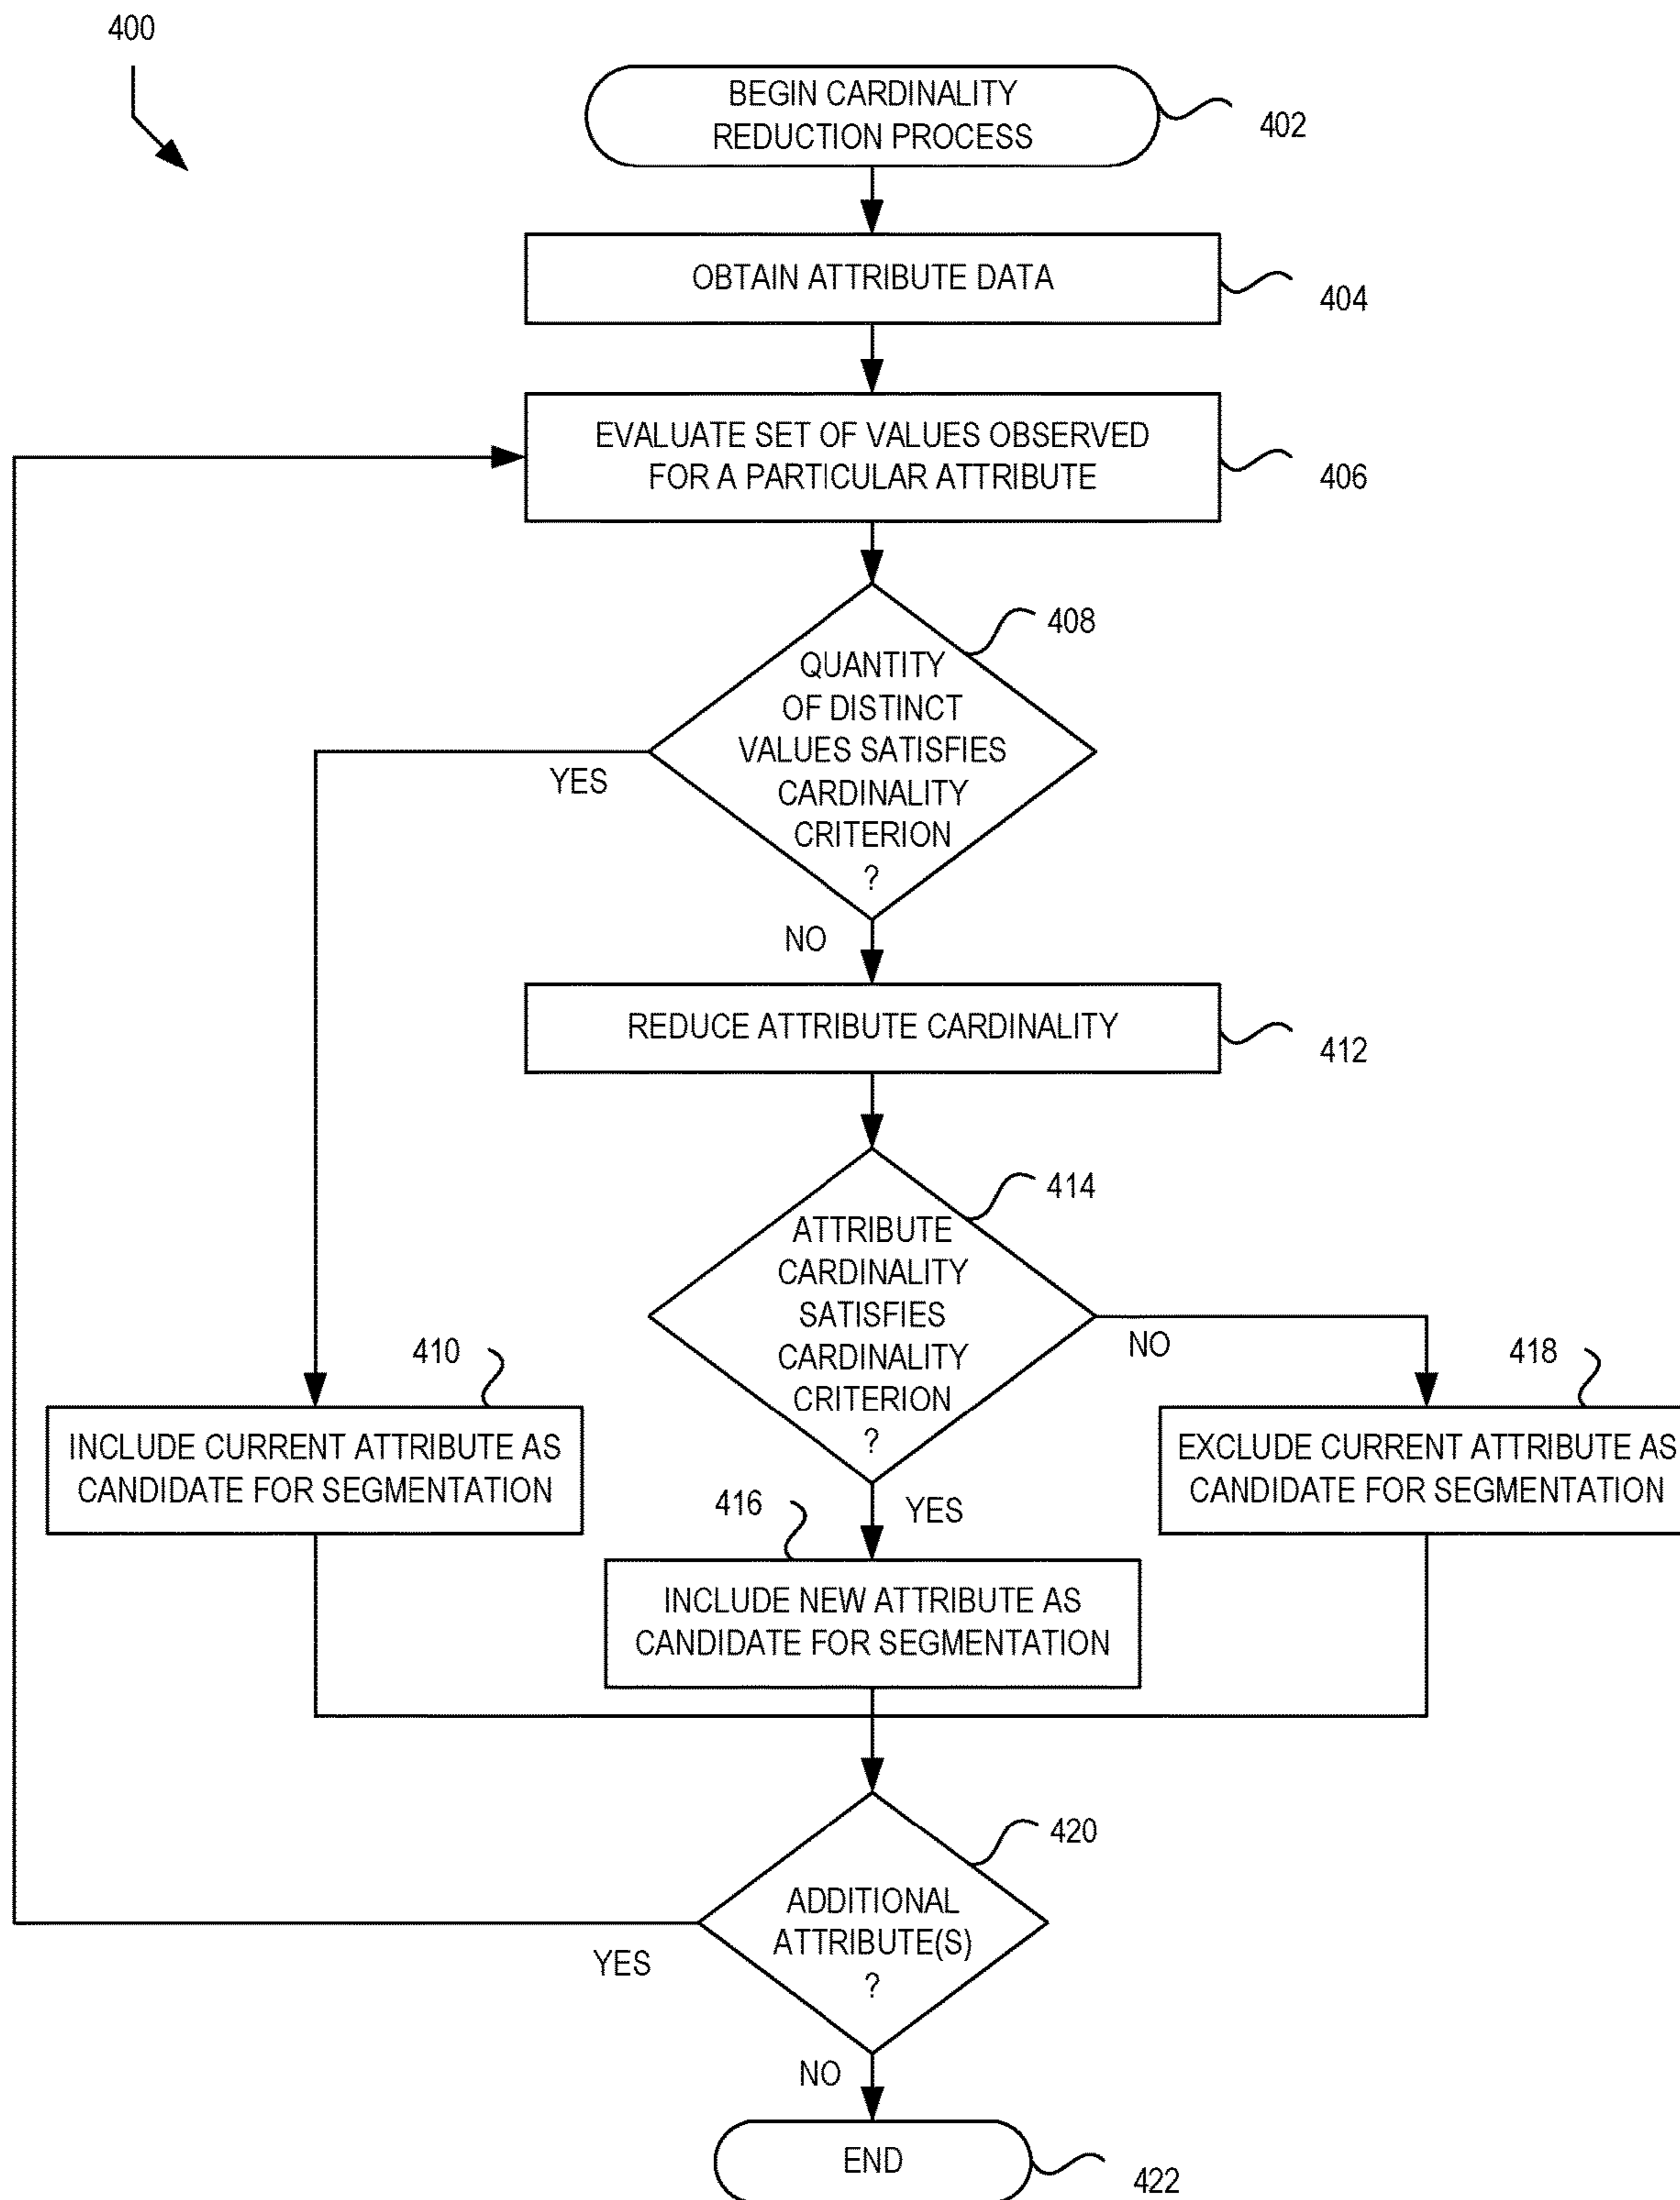 400
BEGIN CARDINALITY
REDUCTION PROCESS
402
OBTAIN ATTRIBUTE DATA
404
EVALUATE SET OF VALUES OBSERVED
FOR A PARTICULAR ATTRIBUTE
406
408
QUANTITY
OF DISTINCT
VALUES SATISFIES
CARDINALITY
CRITERION
?
YES
NO
REDUCE ATTRIBUTE CARDINALITY
412
414
ATTRIBUTE
CARDINALITY
SATISFIES
CARDINALITY
CRITERION
?
NO
YES
410
INCLUDE CURRENT ATTRIBUTE AS
CANDIDATE FOR SEGMENTATION
418
EXCLUDE CURRENT ATTRIBUTE AS
CANDIDATE FOR SEGMENTATION
416
INCLUDE NEW ATTRIBUTE AS
CANDIDATE FOR SEGMENTATION
420
ADDITIONAL
ATTRIBUTE(S)
?
YES
NO
END
422